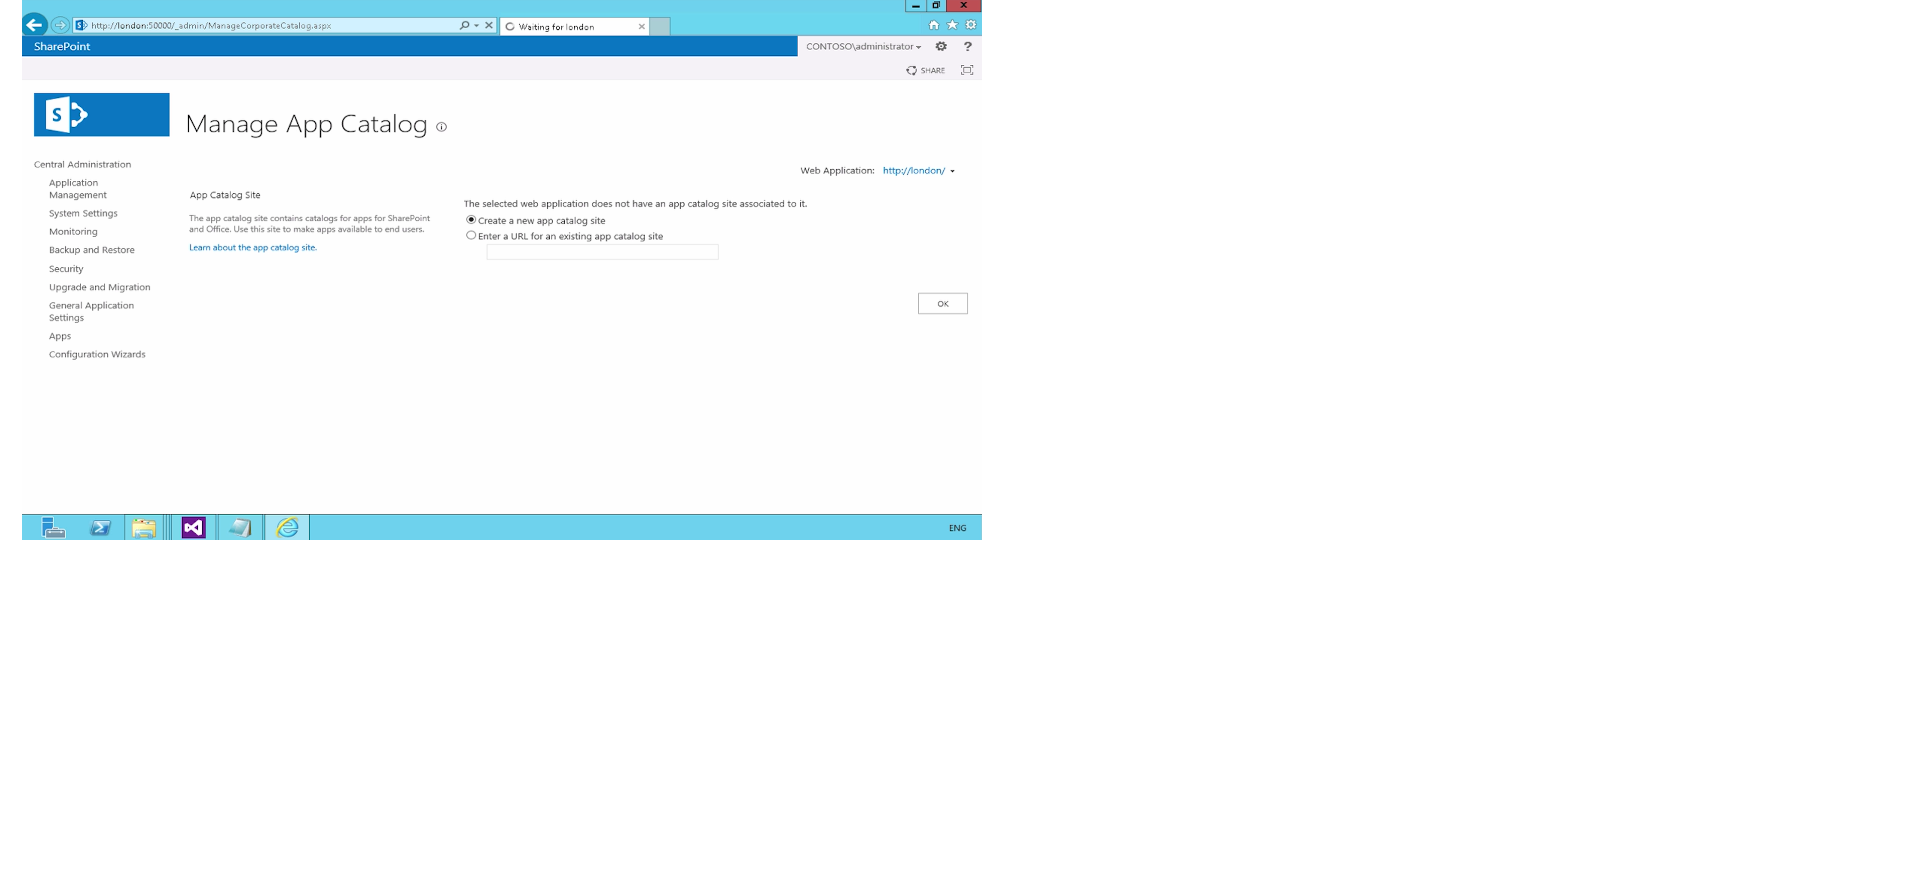 http://london:50000/_admin/ManageCorporateCatalog.aspx
Waiting for london
SharePoint
CONTOSO\administrator
?
SHARE
S
Manage App Catalog
Central Administration
Application
Management
System Settings
Monitoring
Backup and Restore
Security
Upgrade and Migration
General Application
Settings
Apps
Configuration Wizards
Web Application: http://london/
App Catalog Site
The app catalog site contains catalogs for apps for SharePoint
and Office. Use this site to make apps available to end users.
Learn about the app catalog site.
The selected web application does not have an app catalog site associated to it.
Create a new app catalog site
Enter a URL for an existing app catalog site
OK
ENG